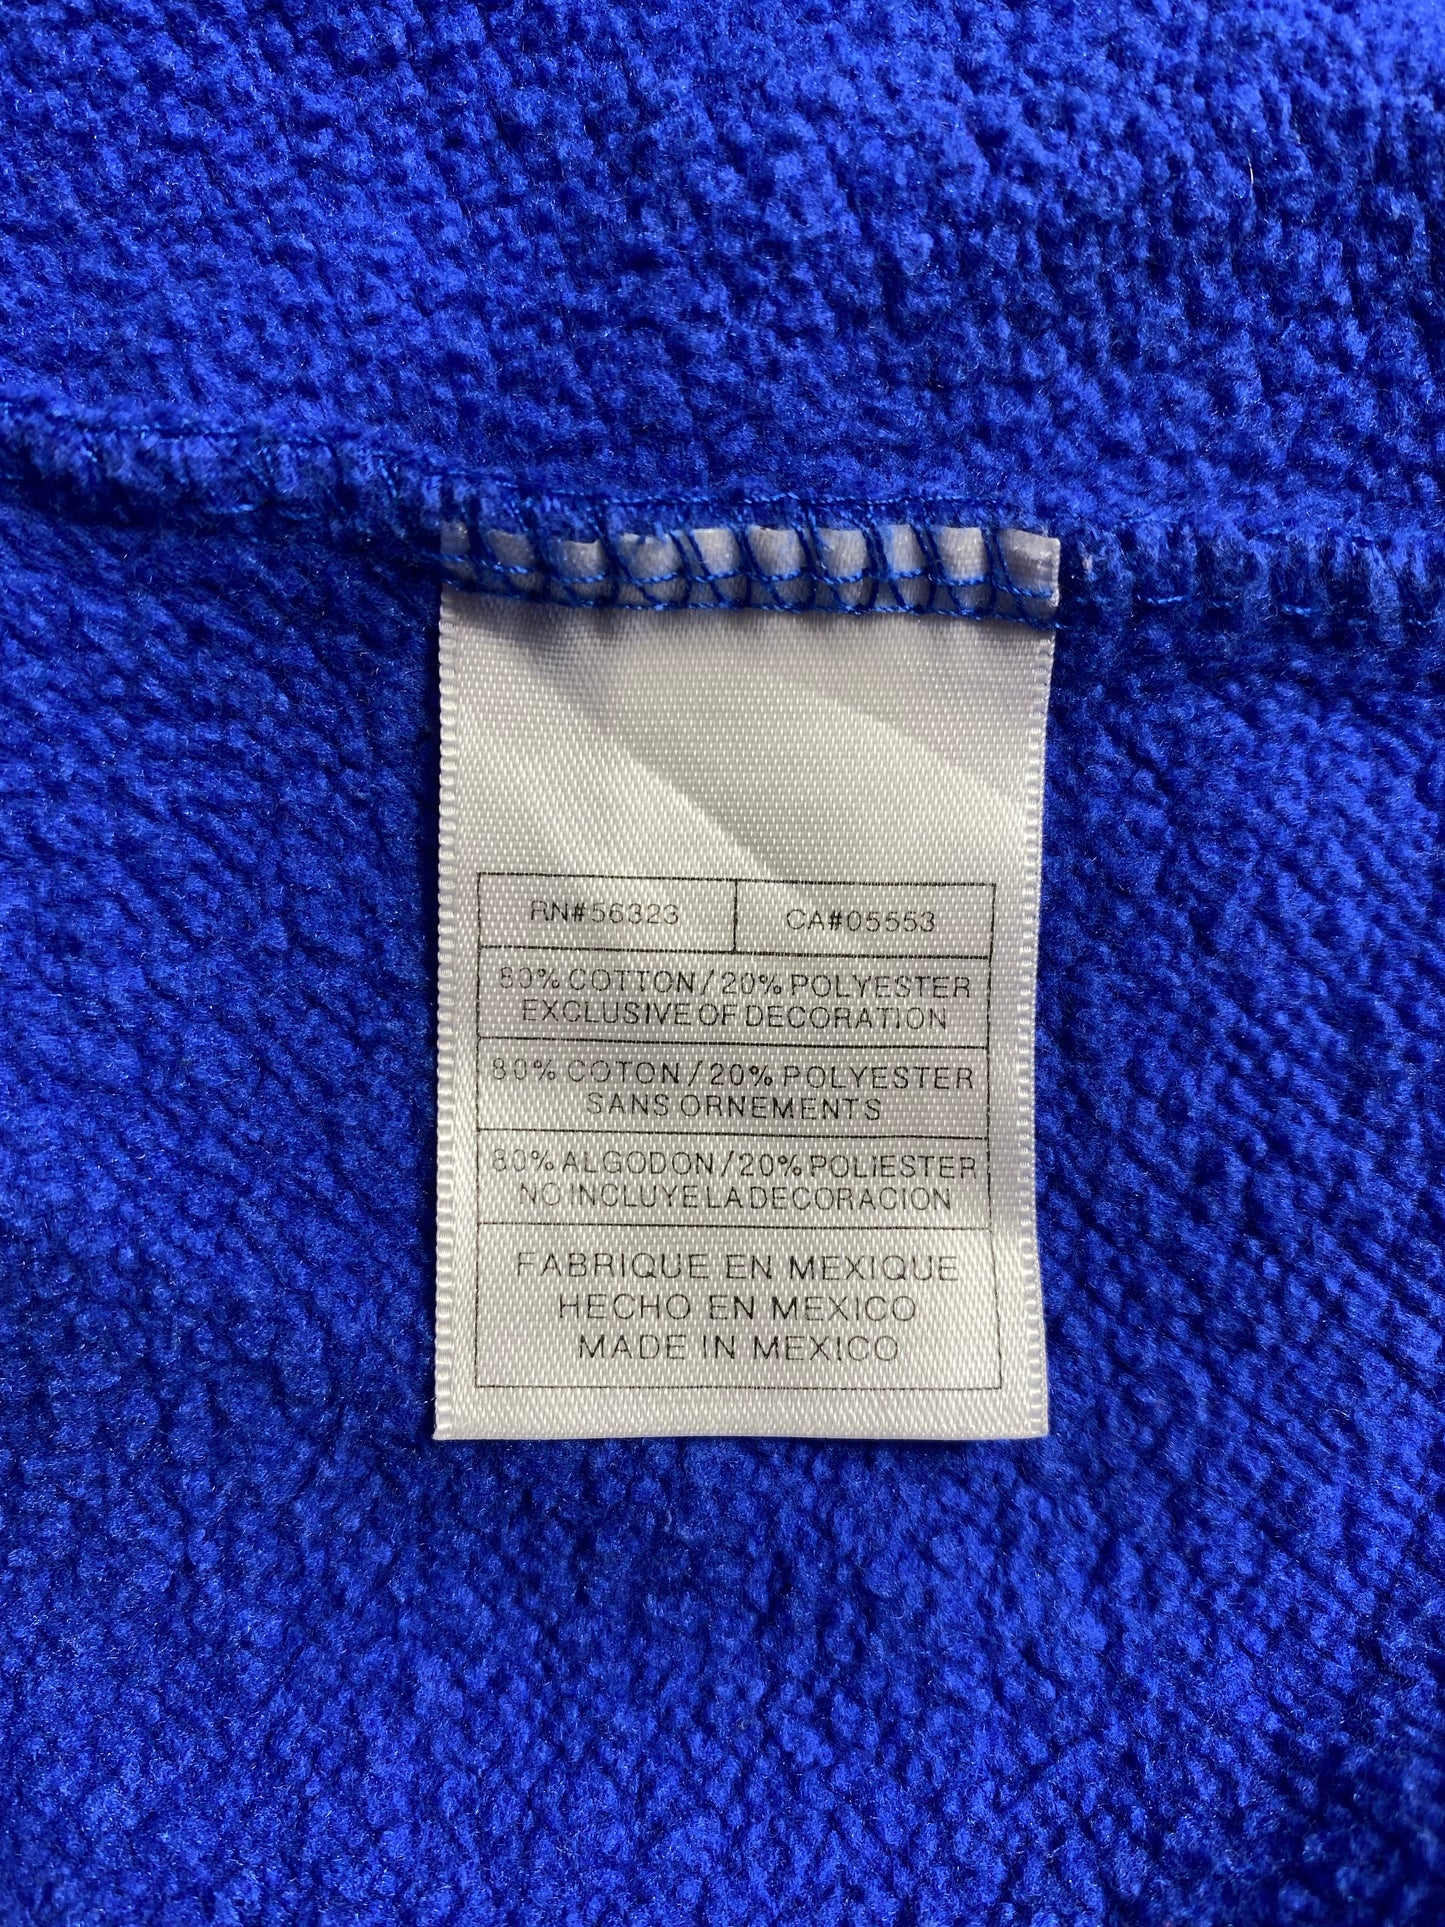 RN#56323 CA#05553
80% COTTON/20% POLYESTER
EXCLUSIVE OF DECORATION
80% COTON/20% POLYESTER
SANS ORNEMENTS
80% ALGODON/20% POLIESTER
NO INCLUYE LA DECORACION
FABRIQUE EN MEXIQUE
HECHO EN MEXICO
MADE IN MEXICO